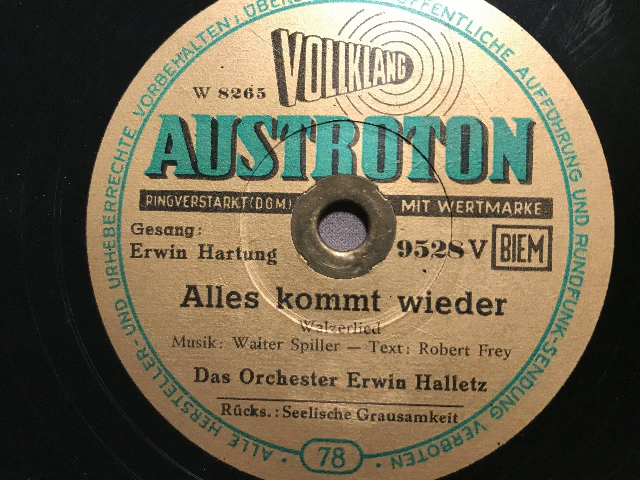 ALLE HERSTELLER- UND URHEBERRECHTE VORBEHALTEN; ÖFFENTLICHE AUFFÜHRUNG UND RUNDFUNK-SENDUNG VERBOTEN
VOLLKLANG
W 8265
AUSTROTON
RINGVERSTÄRKT (DGM) MIT WERTMARKE
Gesang:
Erwin Hartung
9528 V BIEM
Alles kommt wieder
Walzerlied
Musik: Walter Spiller — Text: Robert Frey
Das Orchester Erwin Halletz
Rücks.: Seelische Grausamkeit
78